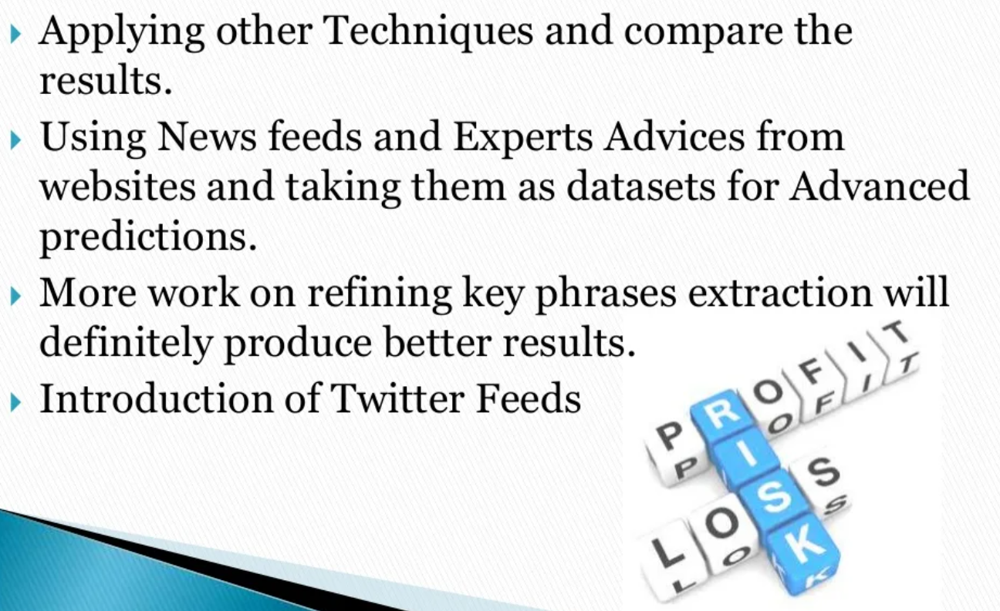 Applying other Techniques and compare the
results.
Using News feeds and Experts Advices from
websites and taking them as datasets for Advanced
predictions.
More work on refining key phrases extraction will
definitely produce better results.
Introduction of Twitter Feeds
PROFIT
RISK
LOSS